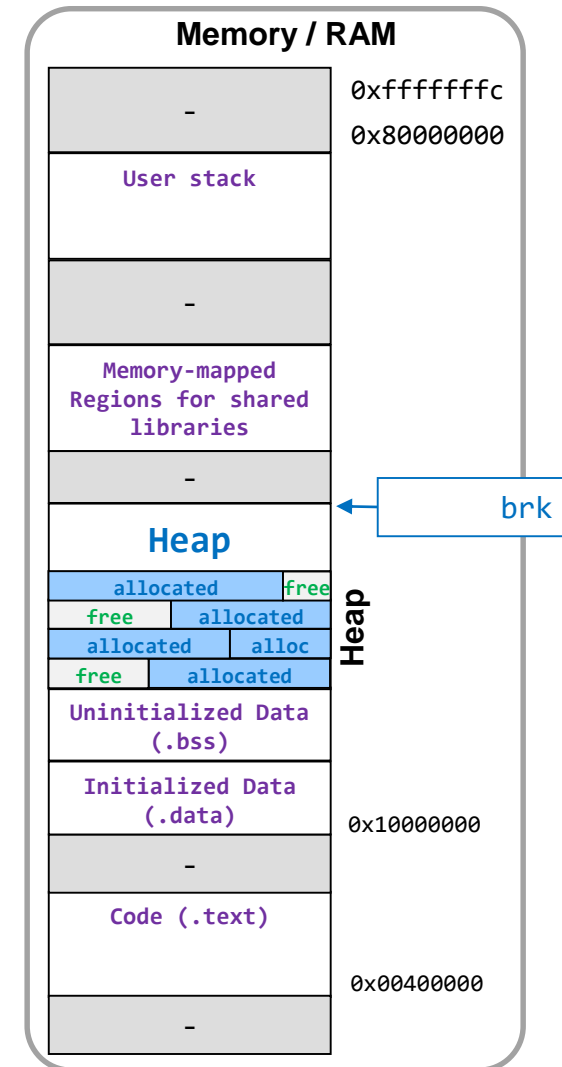 Memory / RAM
0xfffffffc
-
0x80000000
User stack
-
Memory-mapped
Regions for shared
libraries
-
brk
Heap
allocated free
free allocated
allocated alloc
free allocated
Heap
Uninitialized Data
(.bss)
Initialized Data
(.data)
0x10000000
-
Code (.text)
0x00400000
-